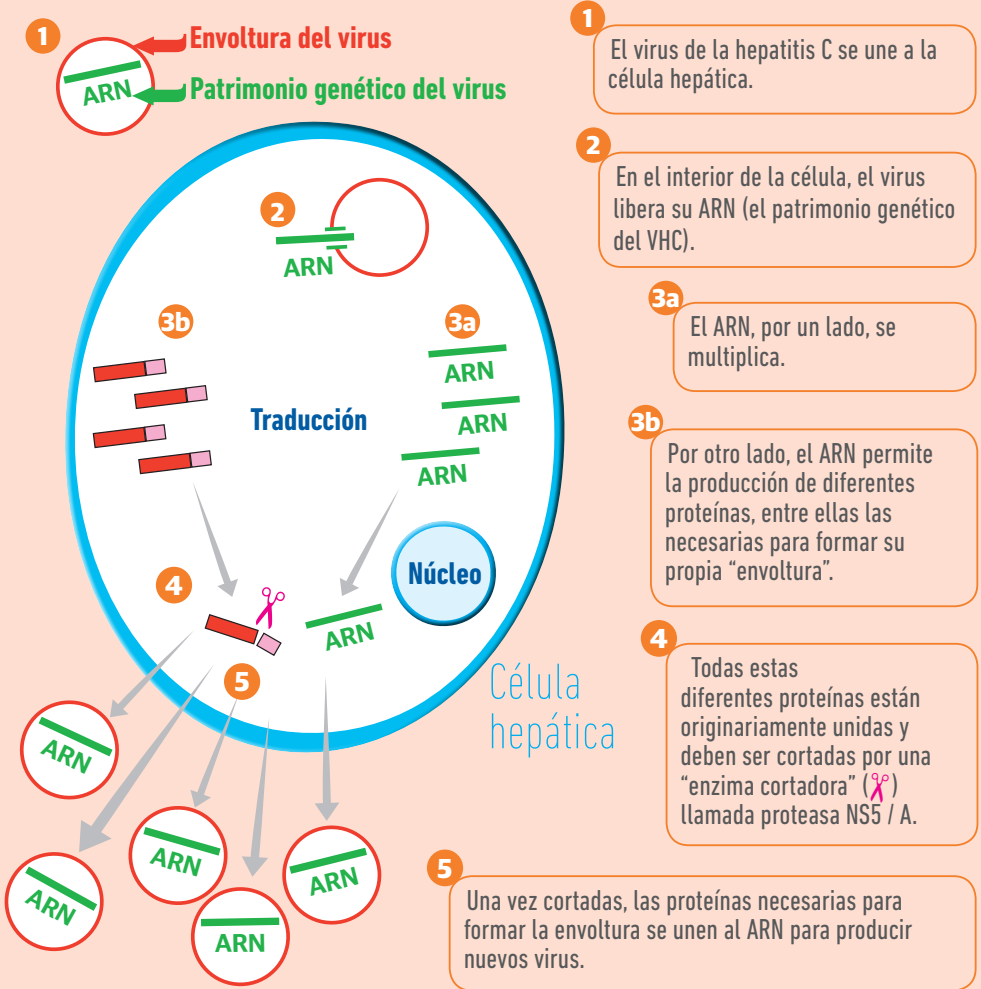 1
Envoltura del virus
ARN
Patrimonio genético del virus
2
ARN
3b
3a
ARN
ARN
ARN
Traducción
Núcleo
4
ARN
5
Célula
hepática
ARN
ARN
ARN
ARN
ARN
1
El virus de la hepatitis C se une a la
célula hepática.
2
En el interior de la célula, el virus
libera su ARN (el patrimonio genético
del VHC).
3a
El ARN, por un lado, se
multiplica.
3b
Por otro lado, el ARN permite
la producción de diferentes
proteínas, entre ellas las
necesarias para formar su
propia “envoltura”.
4
Todas estas
diferentes proteínas están
originariamente unidas y
deben ser cortadas por una
“enzima cortadora” (✂)
llamada proteasa NS5 / A.
5
Una vez cortadas, las proteínas necesarias para
formar la envoltura se unen al ARN para producir
nuevos virus.